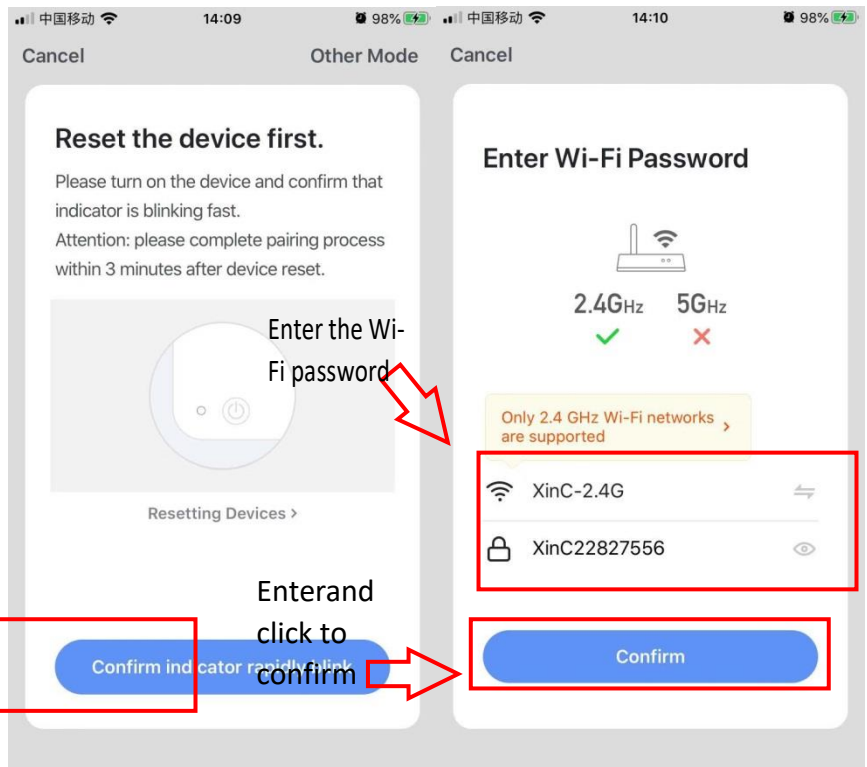 中国移动 14:09 98%
Cancel Other Mode
Reset the device first.
Please turn on the device and confirm that
indicator is blinking fast.
Attention: please complete pairing process
within 3 minutes after device reset.
Resetting Devices >
Confirm indicator rapidly blink
Enter the Wi-
Fi password
Enterand
click to
confirm
中国移动 14:10 98%
Cancel
Enter Wi-Fi Password
2.4GHz 5GHz
Only 2.4 GHz Wi-Fi networks >
are supported
XinC-2.4G
XinC22827556
Confirm